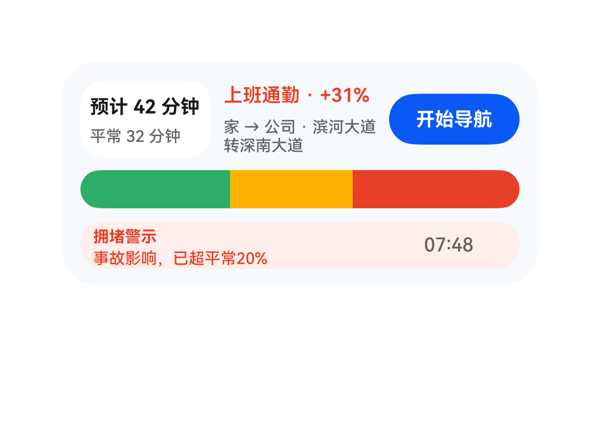 预计 42 分钟
平常 32 分钟
上班通勤 · +31%
家 → 公司 · 滨河大道
转深南大道
开始导航
拥堵警示
事故影响，已超平常20%
07:48